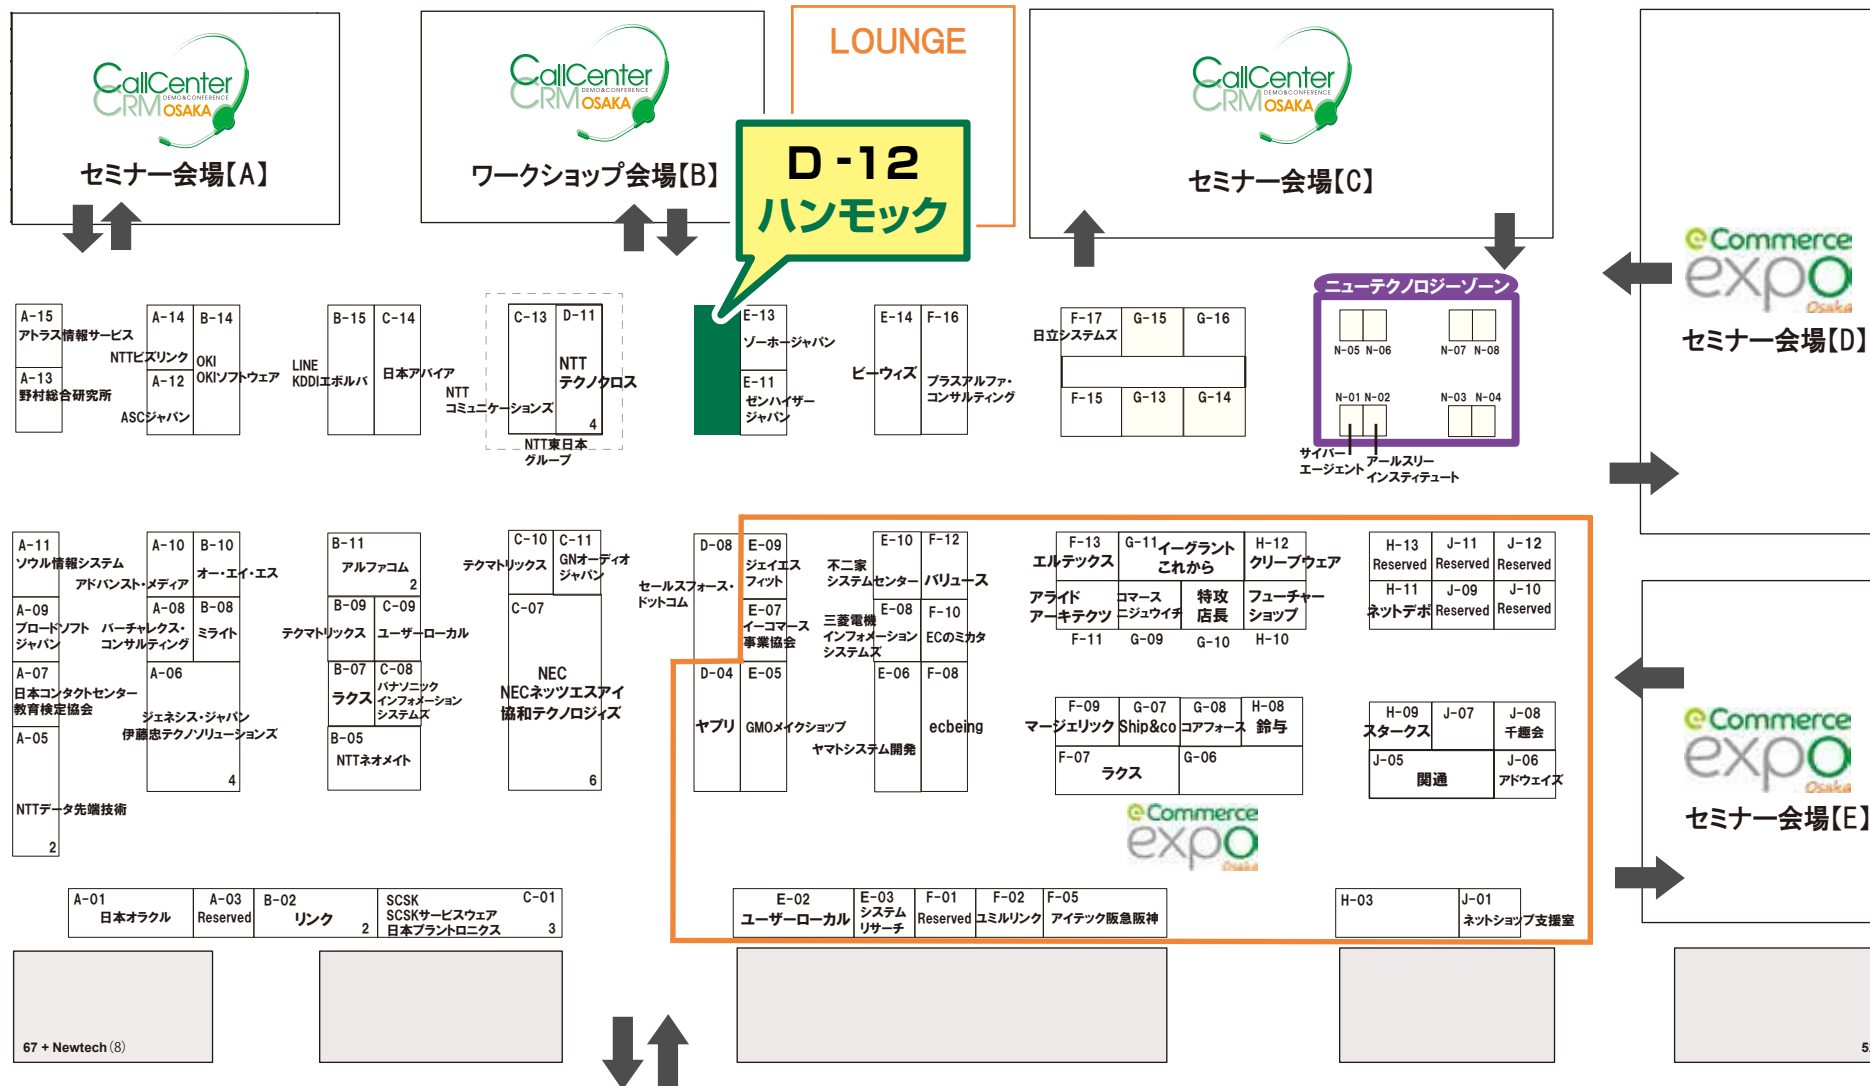 CallCenter
DEMO&CONFERENCE
CRM OSAKA
セミナー会場【A】
CallCenter
DEMO&CONFERENCE
CRM OSAKA
ワークショップ会場【B】
LOUNGE
D-12
ハンモック
CallCenter
DEMO&CONFERENCE
CRM OSAKA
セミナー会場【C】
eCommerce
expo
Osaka
セミナー会場【D】
A-15
アトラス情報サービス
A-13
野村総合研究所
A-14
NTTビズリンク
A-12
ASCジャパン
B-14
OKI
OKIソフトウェア
B-15
LINE
KDDIエボルバ
C-14
日本アバイア
C-13
NTT
コミュニケーションズ
D-11
NTT
テクノクロス
4
NTT東日本
グループ
E-13
ゾーホージャパン
E-11
ゼンハイザー
ジャパン
E-14
ビーウィズ
F-16
プラスアルファ・
コンサルティング
F-17
日立システムズ
G-15
G-16
F-15
G-13
G-14
ニューテクノロジーゾーン
N-05 N-06
N-07 N-08
N-01 N-02
N-03 N-04
サイバー
エージェント
アールスリー
インスティテュート
A-11
ソウル情報システム
A-09
ブロードソフト
ジャパン
A-07
日本コンタクトセンター
教育検定協会
A-05
NTTデータ先端技術
2
A-10
アドバンスト・メディア
B-10
オー・エイ・エス
A-08
バーチャレクス・
コンサルティング
B-08
ミライト
A-06
ジェネシス・ジャパン
伊藤忠テクノソリューションズ
4
B-11
アルファコム
2
B-09
テクマトリックス
C-09
ユーザーローカル
B-07
ラクス
C-08
パナソニック
インフォメーション
システムズ
B-05
NTTネオメイト
C-10
テクマトリックス
C-11
GNオーディオ
ジャパン
C-07
NEC
NECネッツエスアイ
協和テクノロジィズ
6
D-08
セールスフォース・
ドットコム
E-09
ジェイエス
フィット
E-07
イーコマース
事業協会
D-04
ヤプリ
E-05
GMOメイクショップ
E-10
不二家
システムセンター
F-12
バリュース
E-08
三菱電機
インフォメーション
システムズ
F-10
ECのミカタ
E-06
ヤマトシステム開発
F-08
ecbeing
F-13
エルテックス
G-11
イーグラント
これから
H-12
クリーブウェア
アライド
アーキテクツ
F-11
コマース
ニジュウイチ
G-09
特攻
店長
G-10
フューチャー
ショップ
H-10
H-13
Reserved
J-11
Reserved
J-12
Reserved
H-11
ネットデポ
J-09
Reserved
J-10
Reserved
F-09
マージェリック
G-07
Ship&co
G-08
コアフォース
H-08
鈴与
F-07
ラクス
G-06
H-09
スタークス
J-07
J-08
千趣会
J-05
関通
J-06
アドウェイズ
eCommerce
expo
Osaka
eCommerce
expo
Osaka
セミナー会場【E】
A-01
日本オラクル
A-03
Reserved
B-02
リンク
2
SCSK
SCSKサービスウェア
日本プラントロニクス
C-01
3
E-02
ユーザーローカル
E-03
システム
リサーチ
F-01
Reserved
F-02
ユミルリンク
F-05
アイテック阪急阪神
H-03
J-01
ネットショップ支援室
67 + Newtech(8)